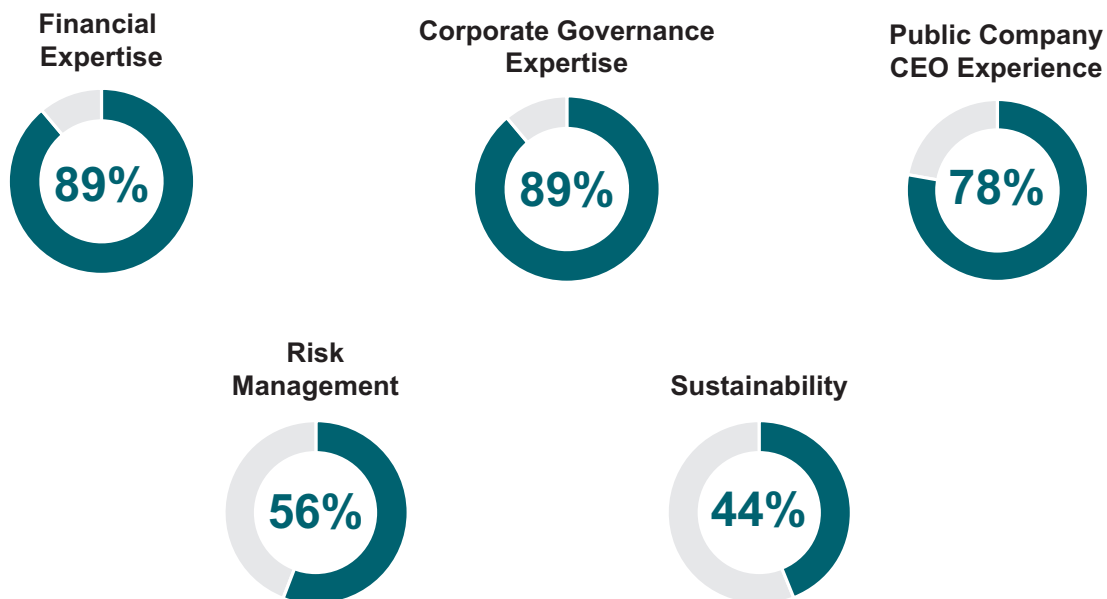 Financial
Expertise
89%
Corporate Governance
Expertise
89%
Public Company
CEO Experience
78%
Risk
Management
56%
Sustainability
44%